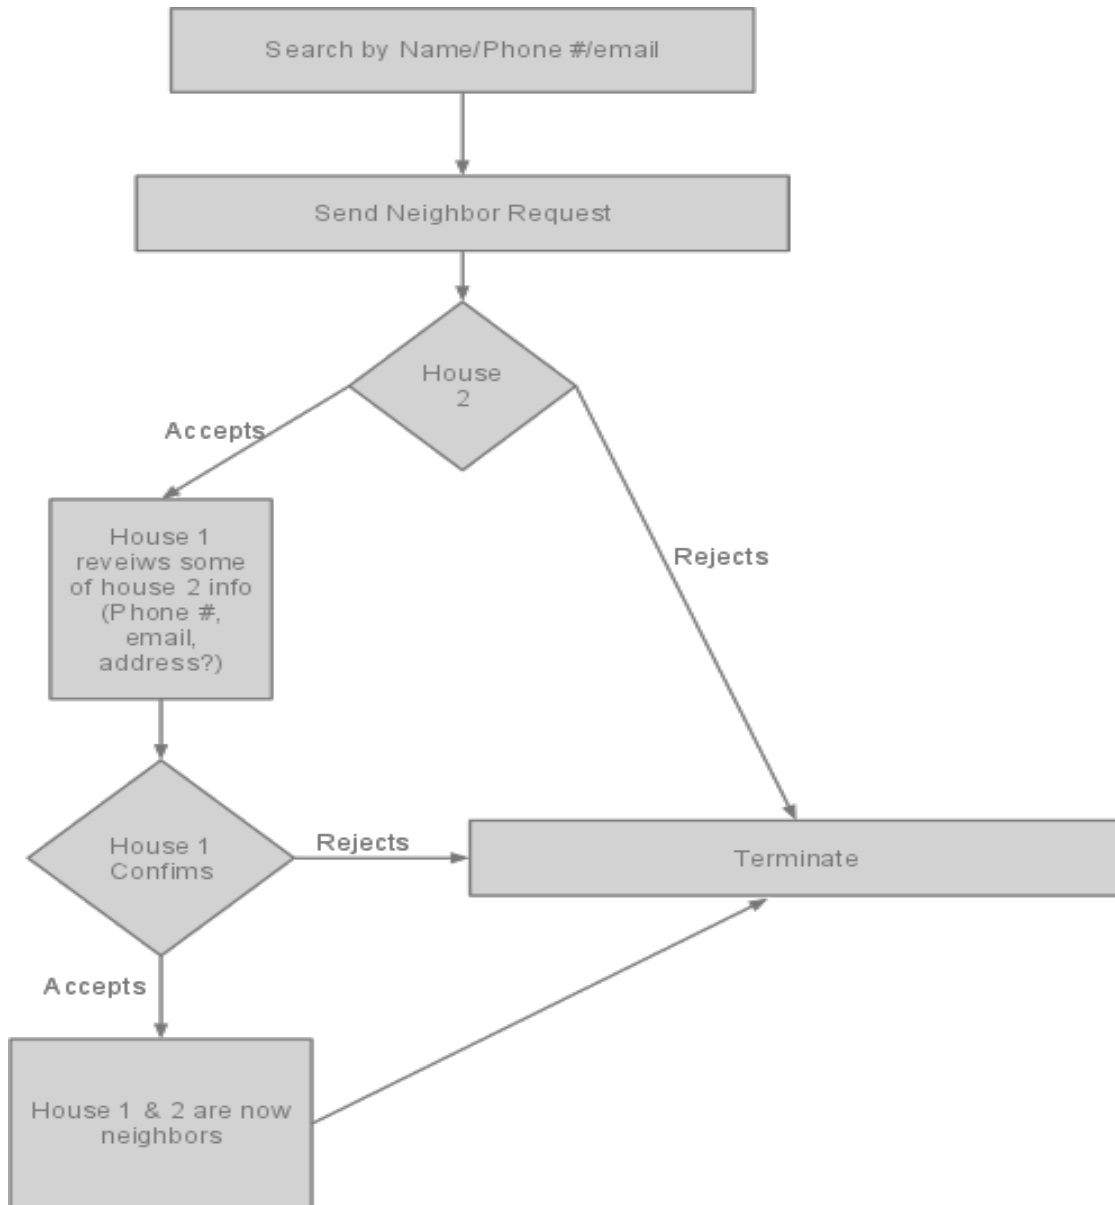 Search by Name/Phone #/email
Send Neighbor Request
House
2
Accepts
Rejects
House 1
reveiws some
of house 2 info
(Phone #,
email,
address?)
House 1
Confims
Rejects
Terminate
Accepts
House 1 & 2 are now
neighbors